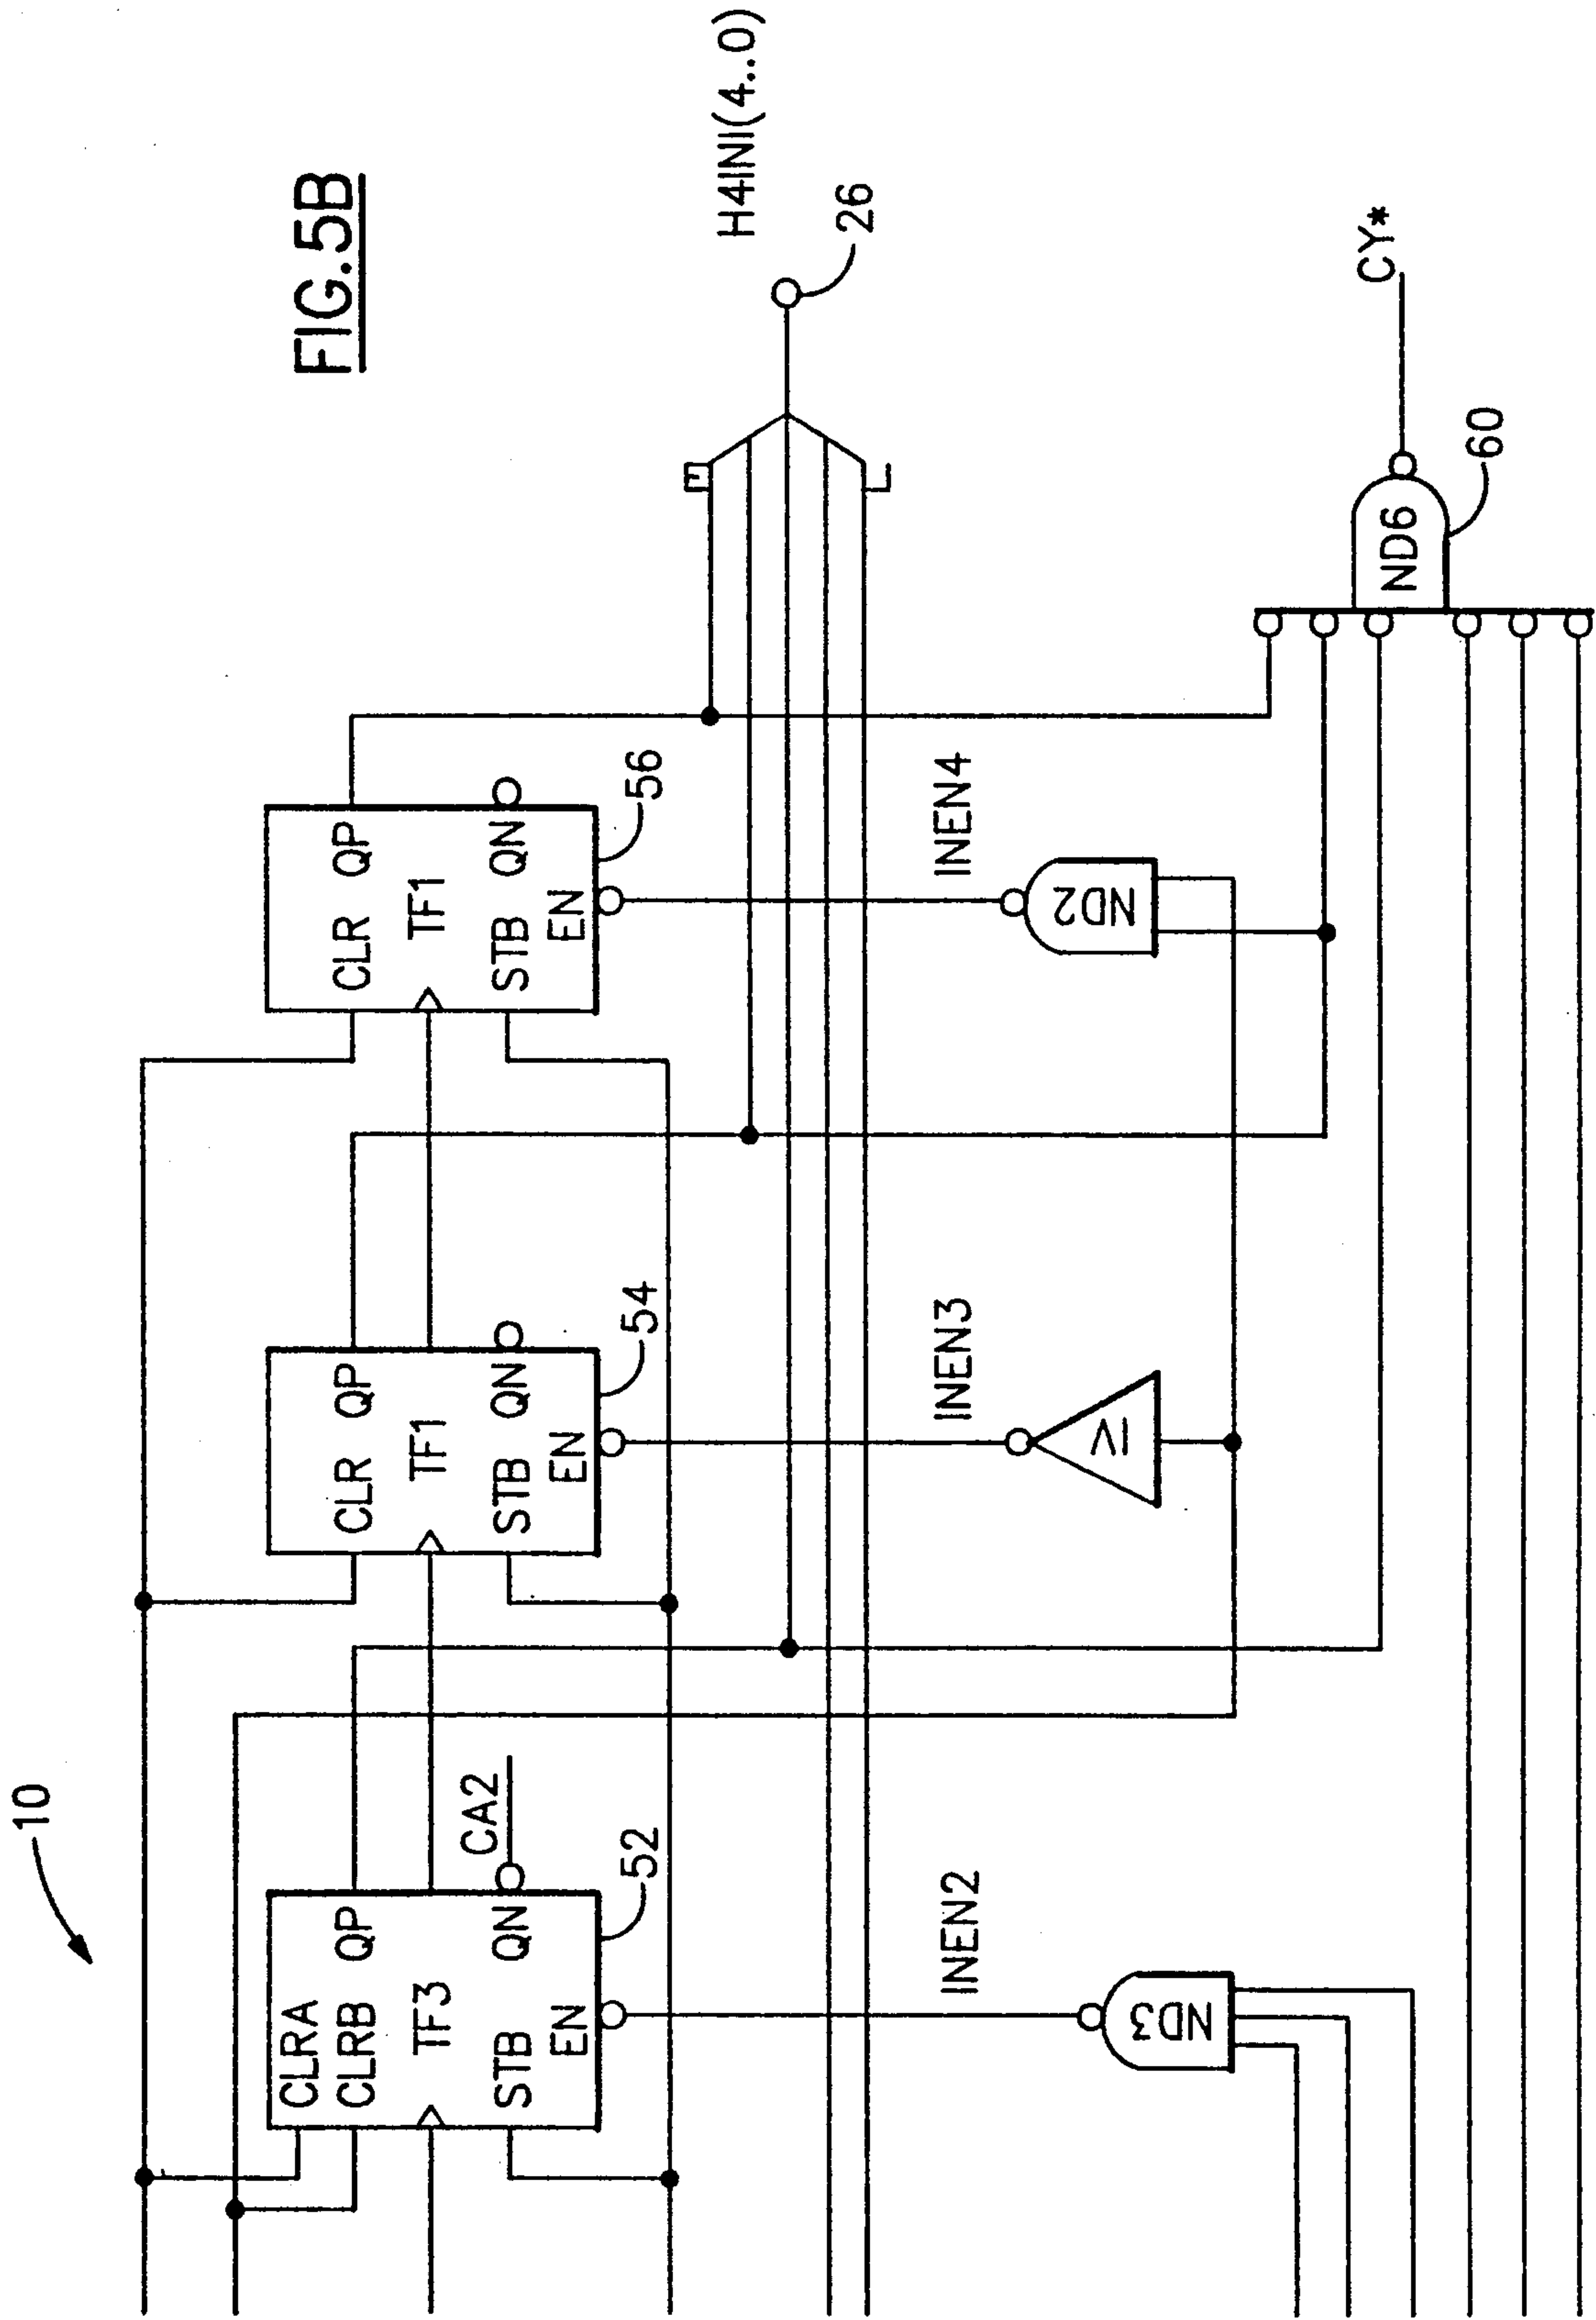 FIG.5B
10
H4INI(4..0)
26
CLRA
CLRB QP
TF3
STB QN
EN
CA2
52
CLR QP
TF1
STB QN
EN
54
CLR QP
TF1
STB QN
EN
56
E
L
INEN2
INEN3
INEN4
ND3
IV
ND2
ND6
CY*
60